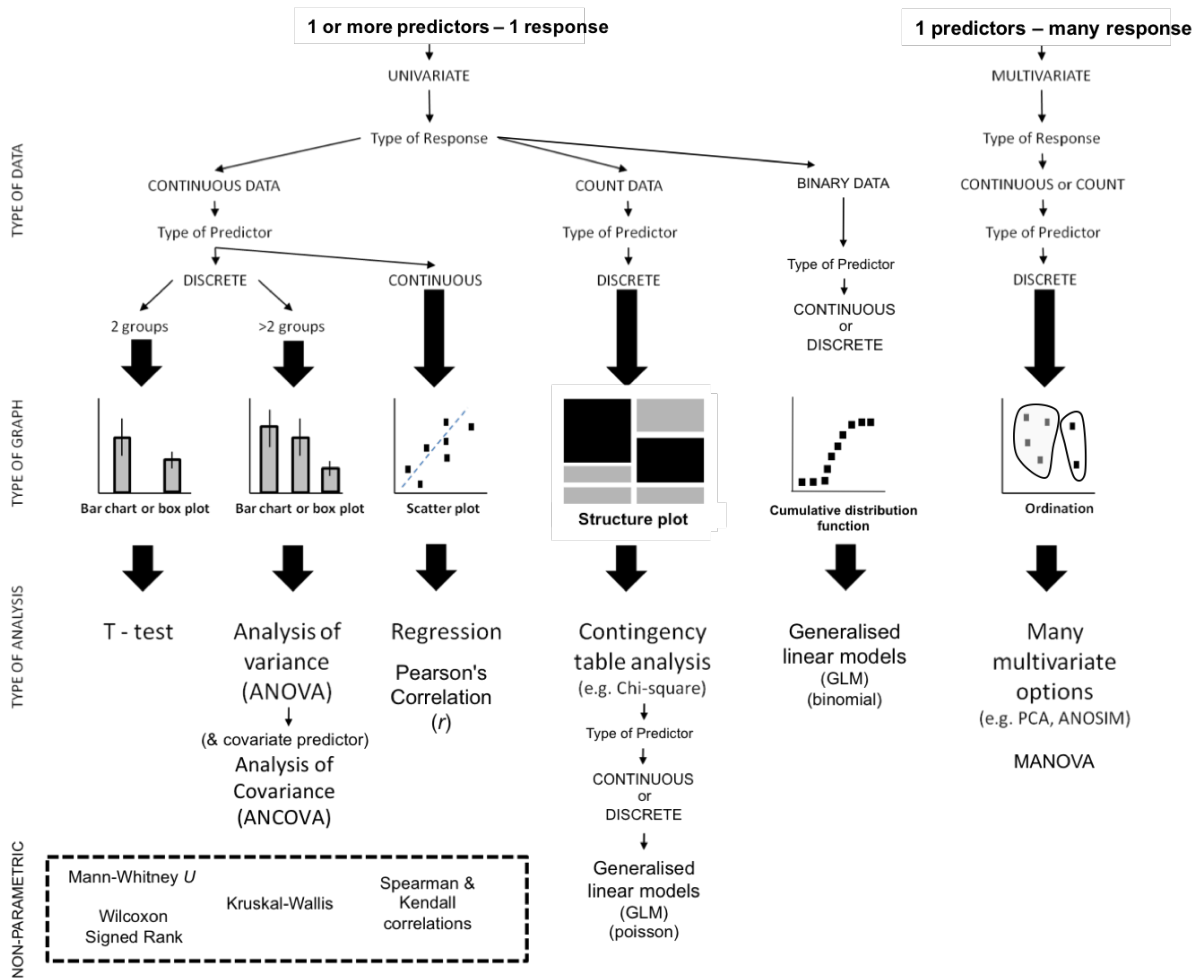 1 or more predictors – 1 response
1 predictors – many response
UNIVARIATE
MULTIVARIATE
TYPE OF DATA
Type of Response
Type of Response
CONTINUOUS DATA
COUNT DATA
BINARY DATA
CONTINUOUS or COUNT
Type of Predictor
Type of Predictor
Type of Predictor
Type of Predictor
DISCRETE
CONTINUOUS
DISCRETE
DISCRETE
CONTINUOUS
or
DISCRETE
2 groups
>2 groups
TYPE OF GRAPH
Bar chart or box plot
Bar chart or box plot
Scatter plot
Structure plot
Cumulative distribution
function
Ordination
TYPE OF ANALYSIS
T - test
Analysis of
variance
(ANOVA)
(& covariate predictor)
Analysis of
Covariance
(ANCOVA)
Regression
Pearson's
Correlation
(r)
Contingency
table analysis
(e.g. Chi-square)
Type of Predictor
CONTINUOUS
or
DISCRETE
Generalised
linear models
(GLM)
(poisson)
Generalised
linear models
(GLM)
(binomial)
Many
multivariate
options
(e.g. PCA, ANOSIM)
MANOVA
NON-PARAMETRIC
Mann-Whitney U
Wilcoxon
Signed Rank
Kruskal-Wallis
Spearman &
Kendall
correlations